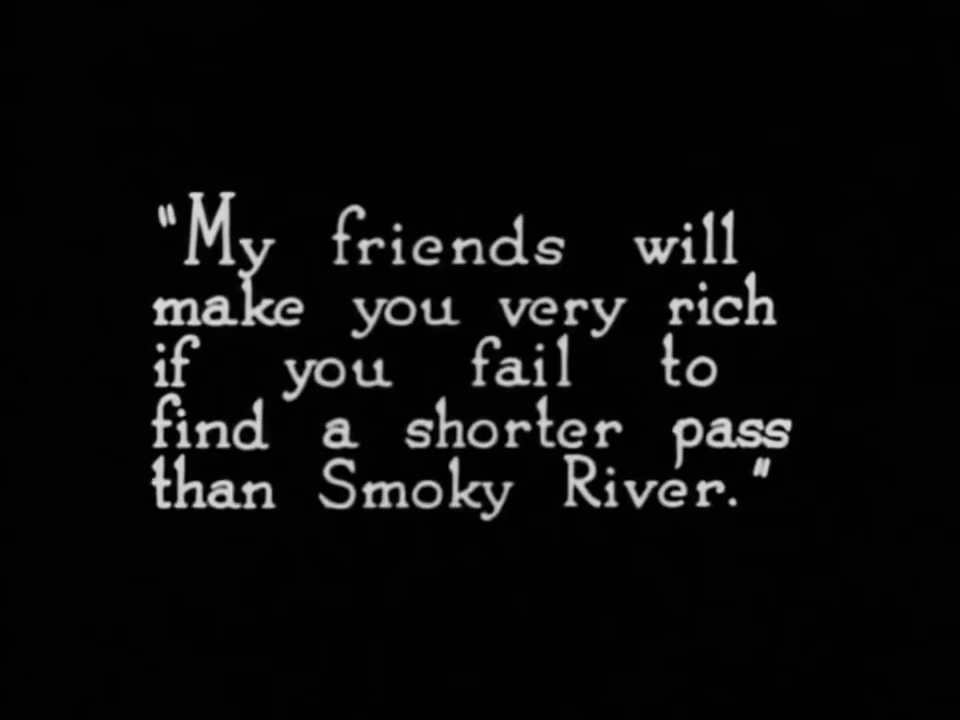 "My friends will
make you very rich
if you fail to
find a shorter pass
than Smoky River."